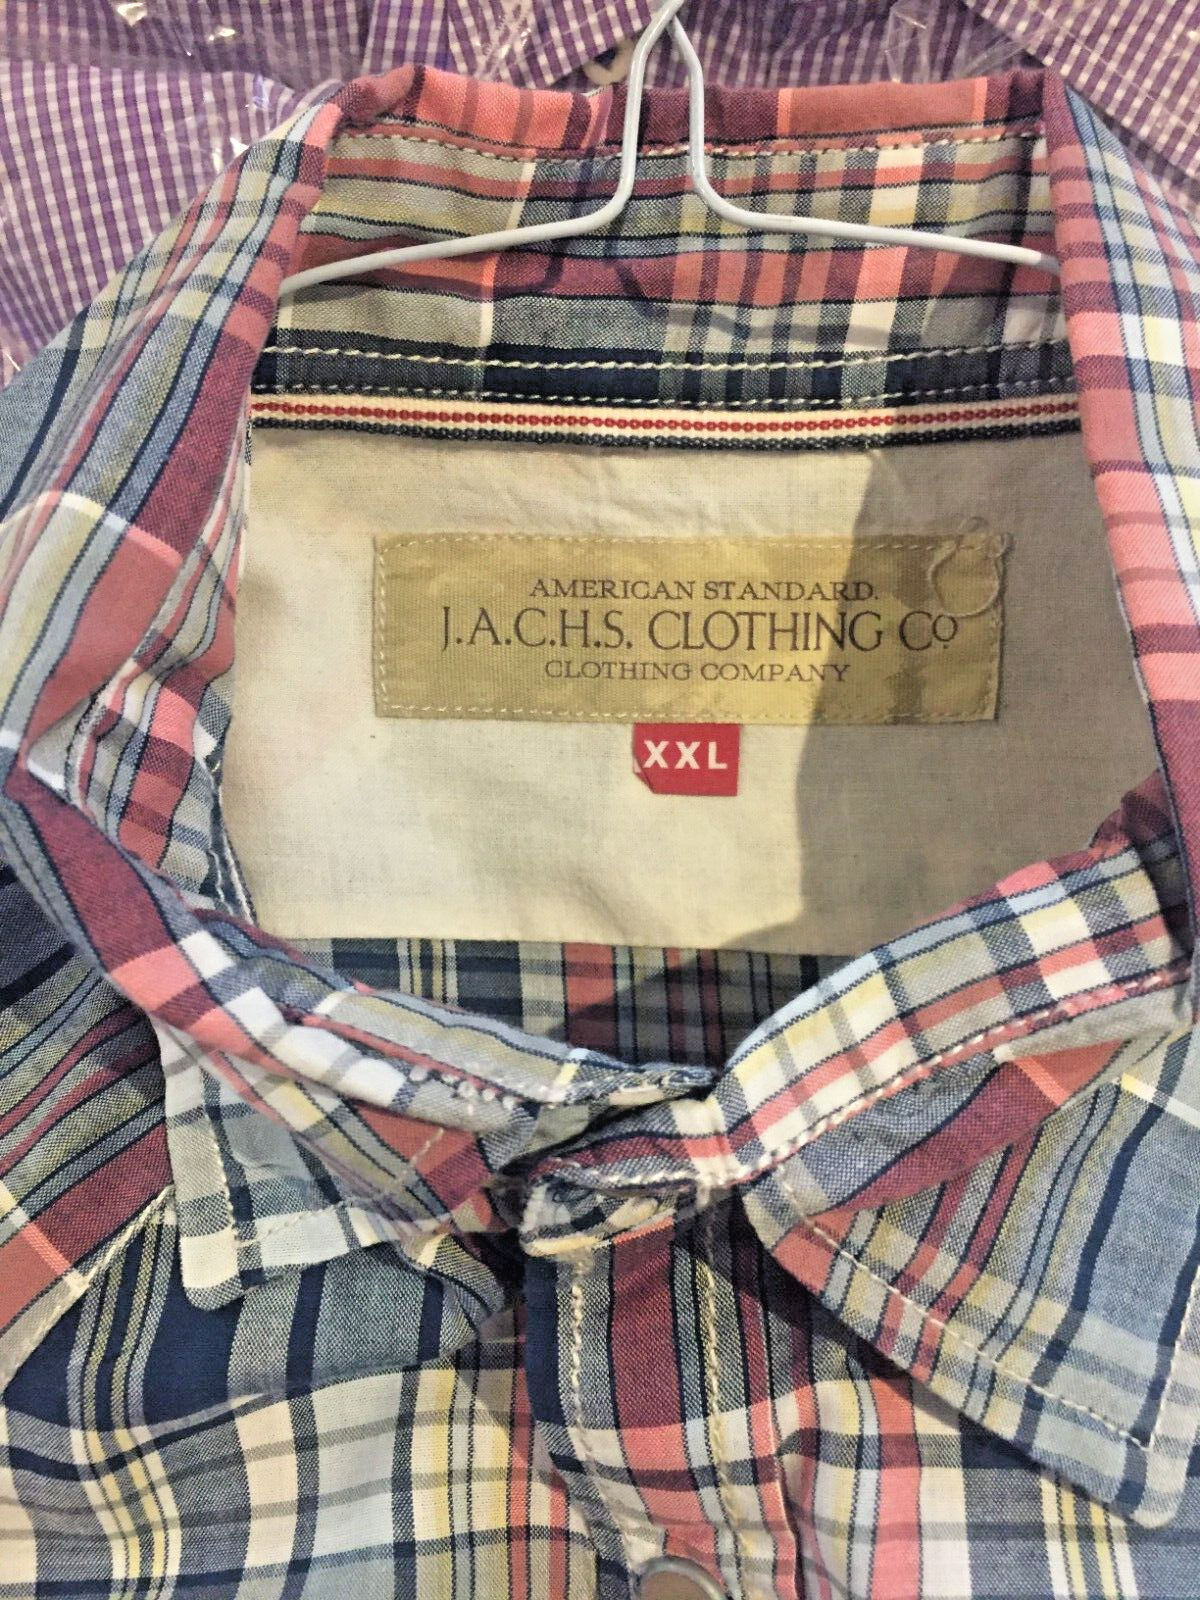 AMERICAN STANDARD.
J.A.C.H.S. CLOTHING Cº
CLOTHING COMPANY
XXL